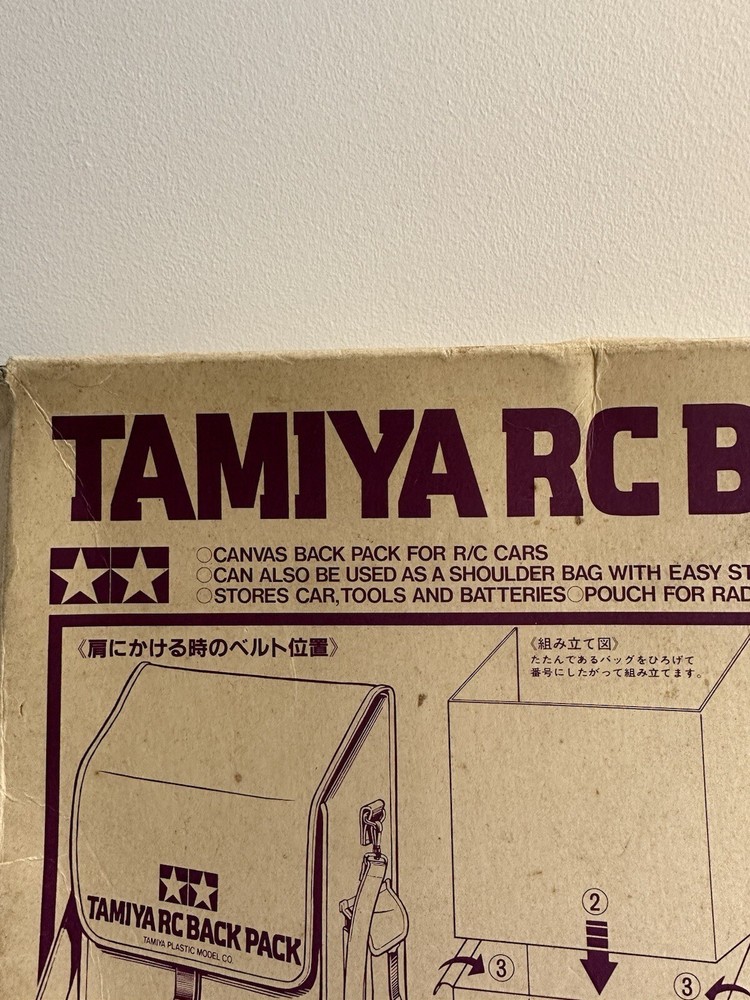 TAMIYA RC B
○CANVAS BACK PACK FOR R/C CARS
○CAN ALSO BE USED AS A SHOULDER BAG WITH EASY ST
○STORES CAR,TOOLS AND BATTERIES○POUCH FOR RAD
《肩にかける時のベルト位置》
《組み立て図》
たたんであるバッグをひろげて
番号にしたがって組み立てます。
TAMIYA RC BACK PACK
TAMIYA PLASTIC MODEL CO.
②
③
③